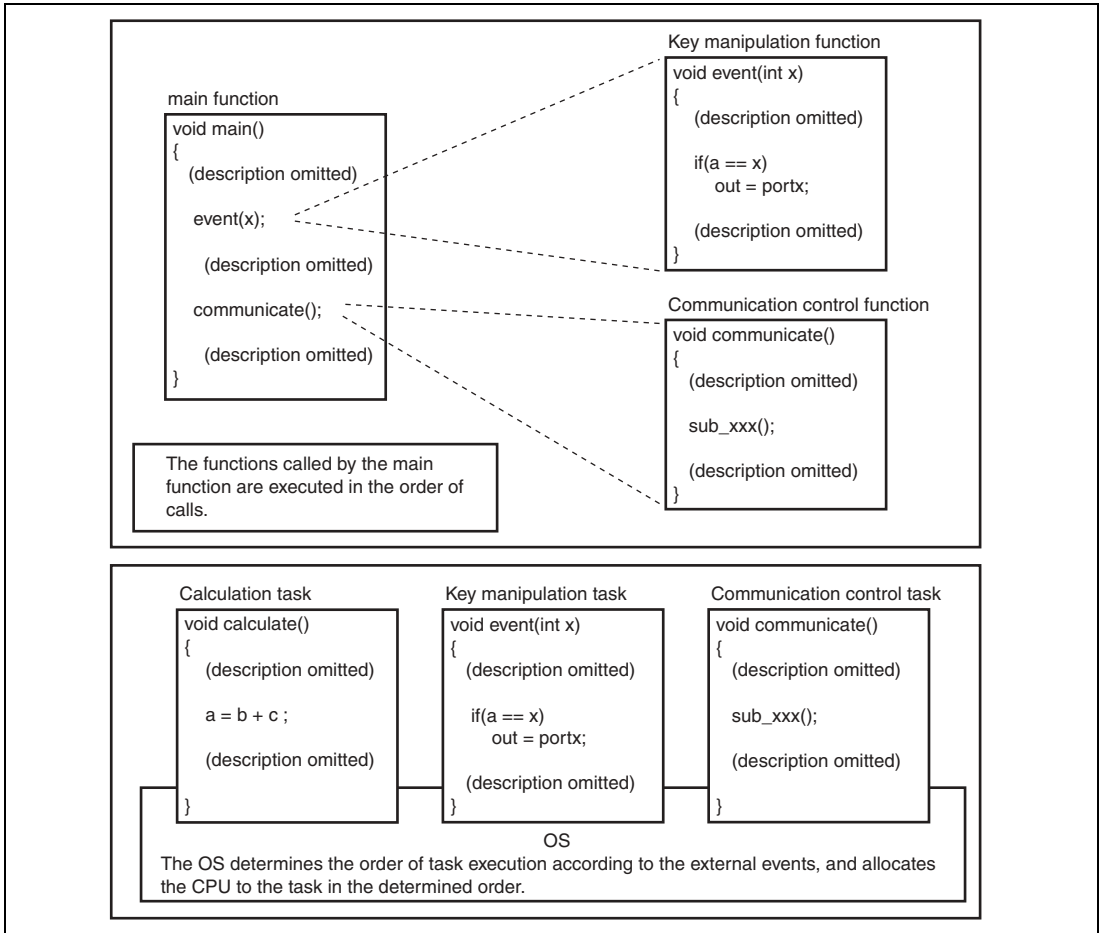 main function
void main()
{
(description omitted)
event(x);
(description omitted)
communicate();
(description omitted)
}
Key manipulation function
void event(int x)
{
(description omitted)
if(a == x)
out = portx;
(description omitted)
}
Communication control function
void communicate()
{
(description omitted)
sub_xxx();
(description omitted)
}
The functions called by the main
function are executed in the order of
calls.
Calculation task
void calculate()
{
(description omitted)
a = b + c ;
(description omitted)
}
Key manipulation task
void event(int x)
{
(description omitted)
if(a == x)
out = portx;
(description omitted)
}
Communication control task
void communicate()
{
(description omitted)
sub_xxx();
(description omitted)
}
OS
The OS determines the order of task execution according to the external events, and allocates
the CPU to the task in the determined order.